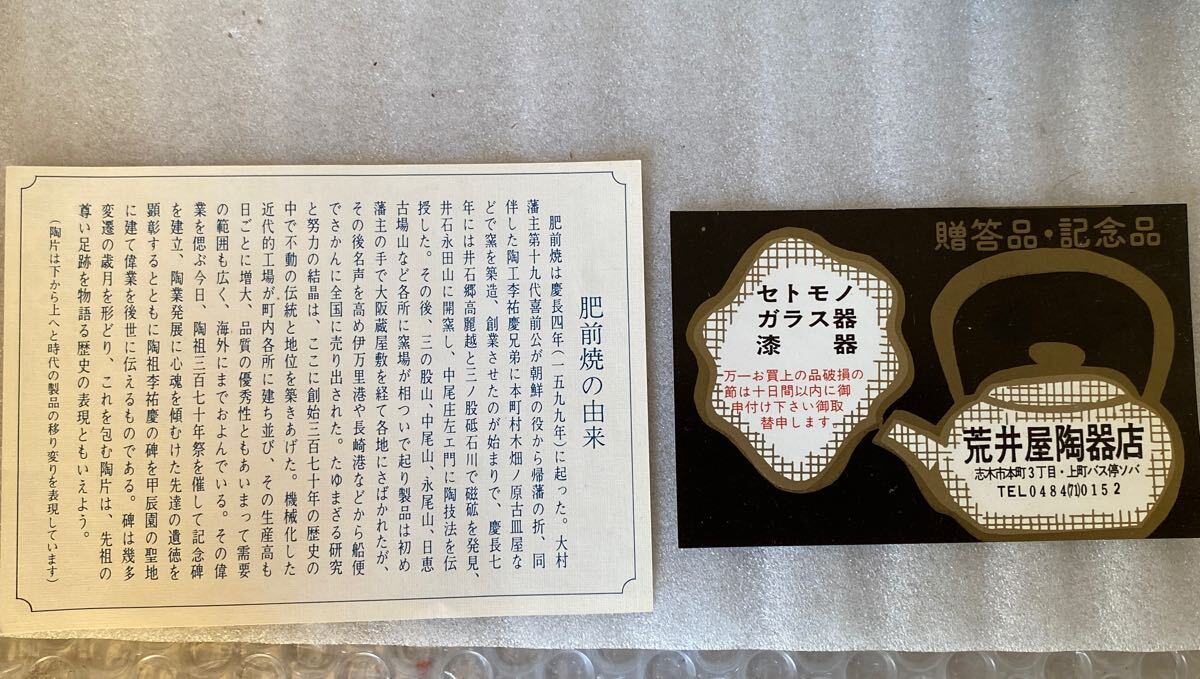 肥前焼の由来
肥前焼は慶長四年(一五九九年)に起った。大村
藩主第十九代喜前公が朝鮮の役から帰藩の折、同
伴した陶工李祐慶兄弟に本町村木畑ノ原古皿屋な
どで窯を築造、創業させたのが始まりで、慶長七
年には井石郷高麗越と三ノ股砥石川で磁砿を発見、
井石永田山に開窯し、中尾庄左エ門に陶技法を伝
授した。その後、三の股山、中尾山、永尾山、日恵
古場山など各所に窯場が相ついで起り製品は初め
藩主の手で大阪蔵屋敷を経て各地にさばかれたが、
その後名声を高め伊万里港や長崎港などから船便
でさかんに全国に売り出された。たゆまざる研究
と努力の結晶は、ここに創始三百七十年の歴史の
中で不動の伝統と地位を築きあげた。機械化した
近代的工場が町内各所に建ち並び、その生産高も
日ごとに増大、品質の優秀性ともあいまって需要
の範囲も広く、海外にまでおよんでいる。その偉
業を偲ぶ今日、陶祖三百七十年祭を催して記念碑
を建立、陶業発展に心魂を傾むけた先達の遺徳を
顕彰するとともに陶祖李祐慶の碑を甲辰園の聖地
に建て偉業を後世に伝えるものである。碑は幾多
変遷の歳月を形どり、これを包む陶片は、先祖の
尊い足跡を物語る歴史の表現ともいえよう。
(陶片は下から上へと時代の製品の移り変りを表現しています)
贈答品・記念品
セトモノ
ガラス器
漆器
万一お買上の品破損の
節は十日間以内に御
申付け下さい御取
替申します。
荒井屋陶器店
志木市本町3丁目・上町バス停ソバ
TEL0484(71)0152